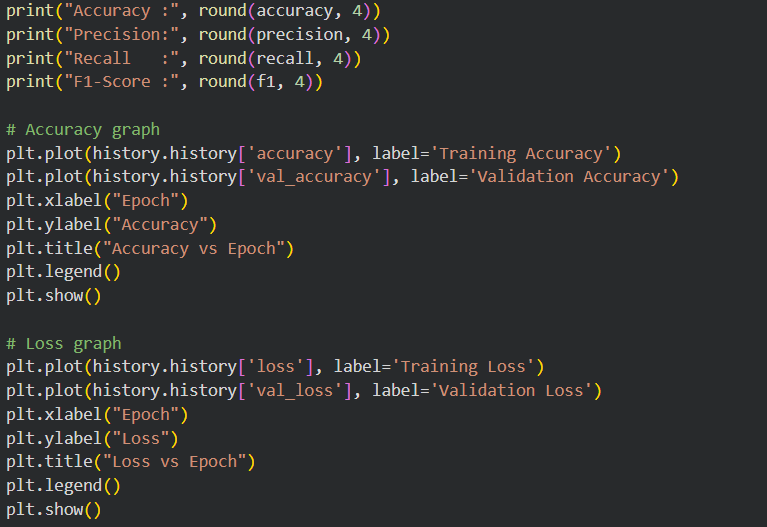 print("Accuracy :", round(accuracy, 4))
print("Precision:", round(precision, 4))
print("Recall   :", round(recall, 4))
print("F1-Score :", round(f1, 4))

# Accuracy graph
plt.plot(history.history['accuracy'], label='Training Accuracy')
plt.plot(history.history['val_accuracy'], label='Validation Accuracy')
plt.xlabel("Epoch")
plt.ylabel("Accuracy")
plt.title("Accuracy vs Epoch")
plt.legend()
plt.show()

# Loss graph
plt.plot(history.history['loss'], label='Training Loss')
plt.plot(history.history['val_loss'], label='Validation Loss')
plt.xlabel("Epoch")
plt.ylabel("Loss")
plt.title("Loss vs Epoch")
plt.legend()
plt.show()